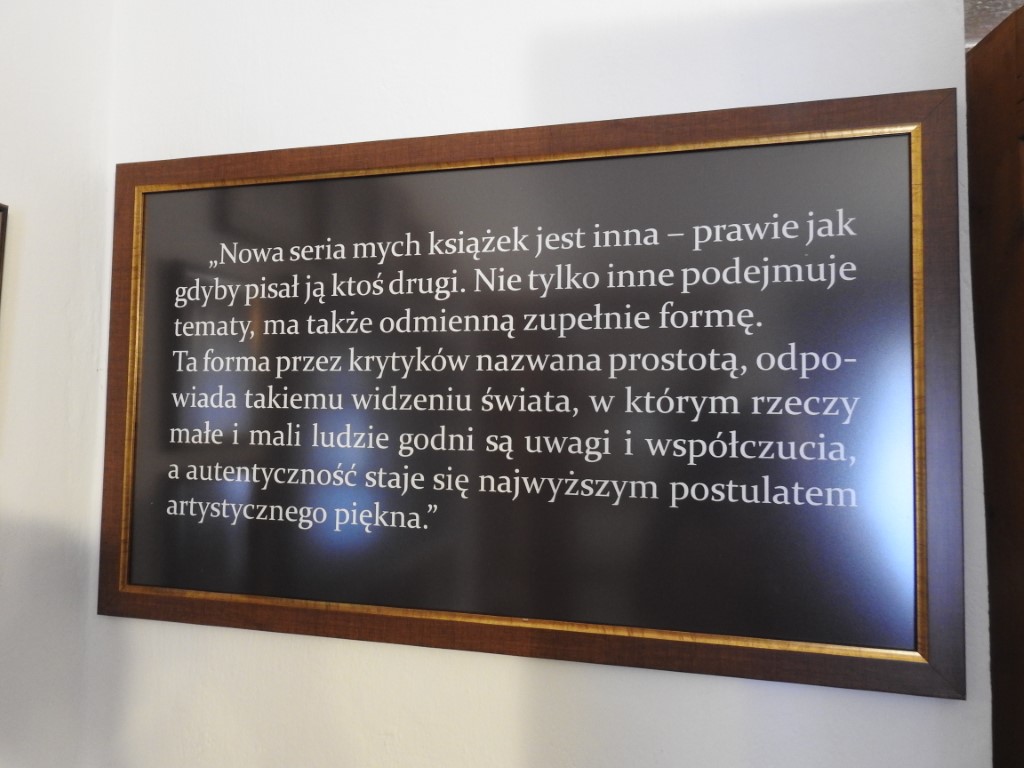 „Nowa seria mych książek jest inna – prawie jak
gdyby pisał ją ktoś drugi. Nie tylko inne podejmuje
tematy, ma także odmienną zupełnie formę.
Ta forma przez krytyków nazwana prostotą, odpo-
wiada takiemu widzeniu świata, w którym rzeczy
małe i mali ludzie godni są uwagi i współczucia,
a autentyczność staje się najwyższym postulatem
artystycznego piękna.”